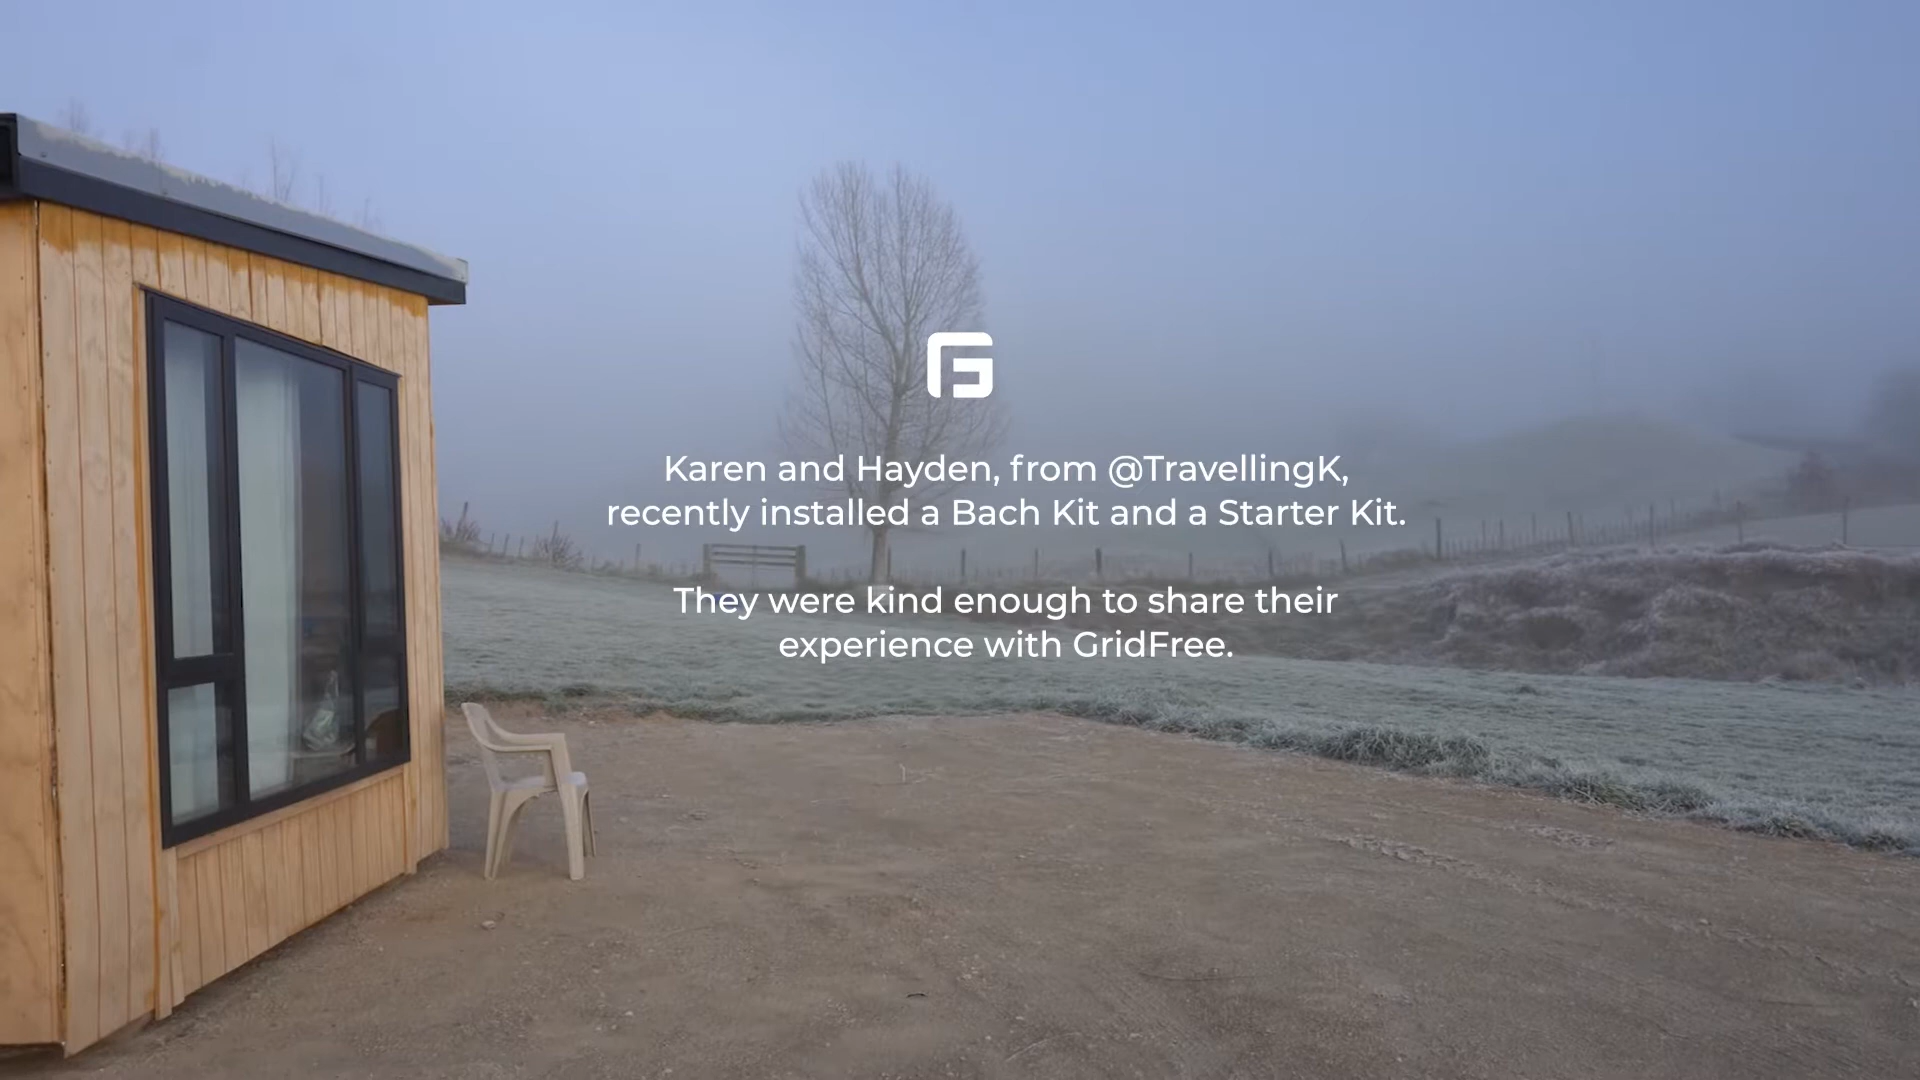 Karen and Hayden, from @TravellingK,
recently installed a Bach Kit and a Starter Kit.
They were kind enough to share their
experience with GridFree.